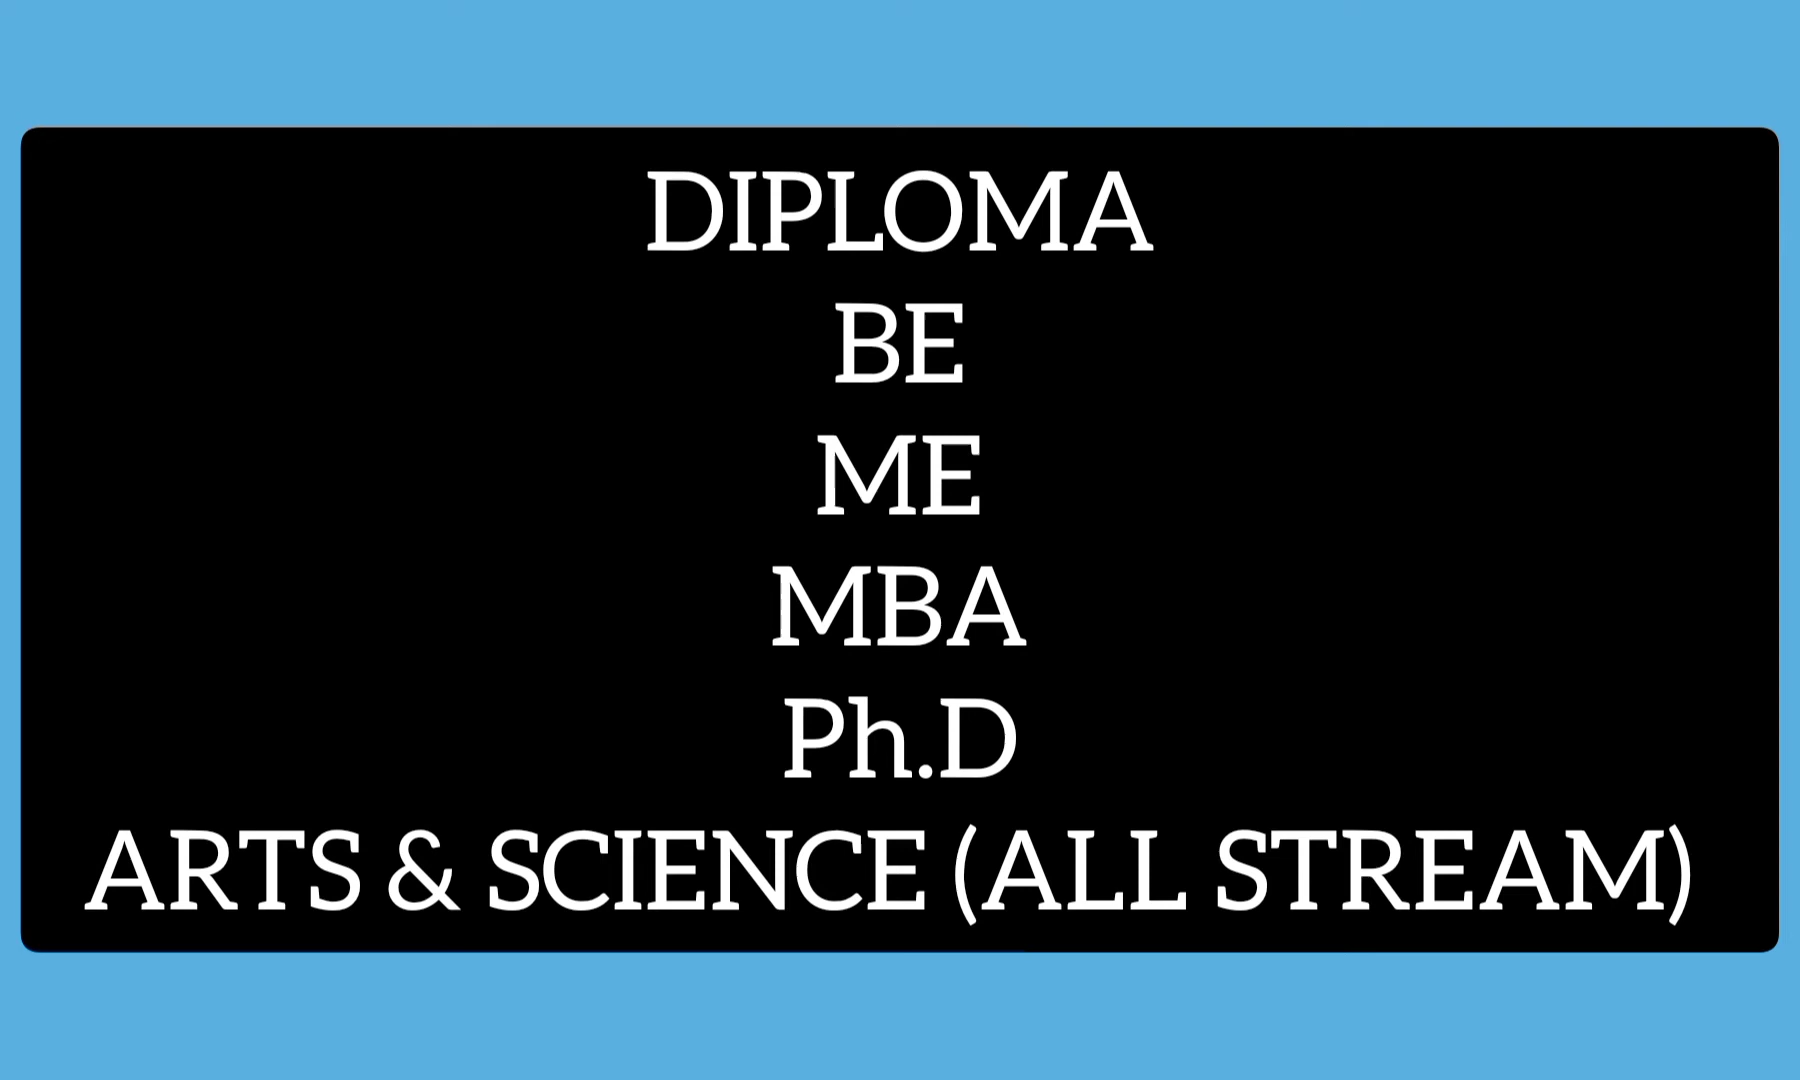 DIPLOMA
BE
ME
MBA
Ph.D
ARTS & SCIENCE (ALL STREAM)